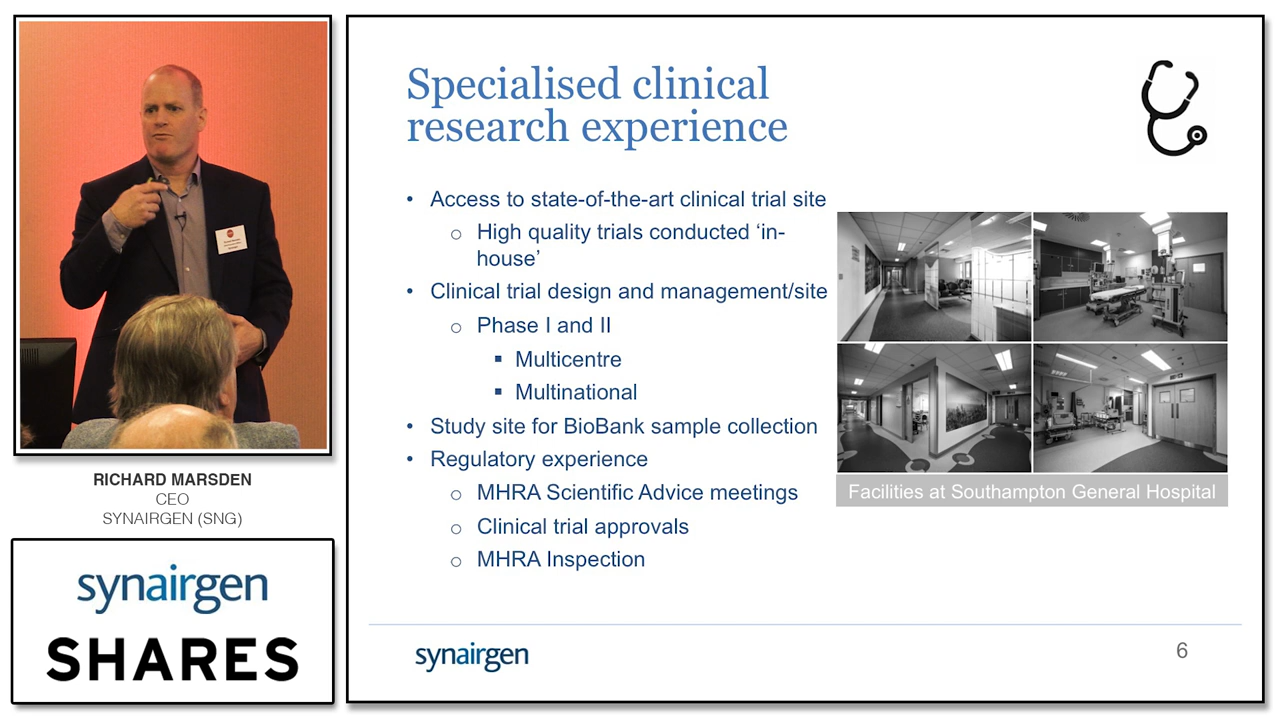 RICHARD MARSDEN
CEO
SYNAIRGEN (SNG)
synairgen
SHARES
Specialised clinical
research experience
• Access to state-of-the-art clinical trial site
o High quality trials conducted ‘in-
house’
• Clinical trial design and management/site
o Phase I and II
▪ Multicentre
▪ Multinational
• Study site for BioBank sample collection
• Regulatory experience
o MHRA Scientific Advice meetings
o Clinical trial approvals
o MHRA Inspection
Facilities at Southampton General Hospital
synairgen
6